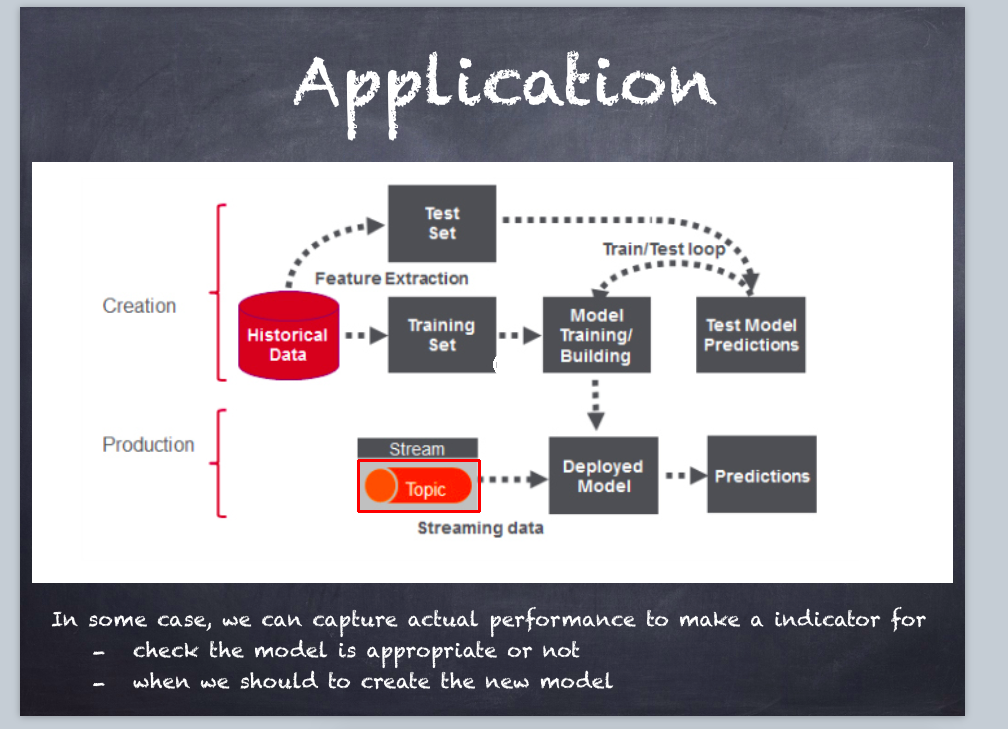 Application
Test
Set
Train/Test loop
Feature Extraction
Creation
Historical
Data
Training
Set
Model
Training/
Building
Test Model
Predictions
Production
Stream
Topic
Deployed
Model
Predictions
Streaming data
In some case, we can capture actual performance to make a indicator for
- check the model is appropriate or not
- when we should to create the new model